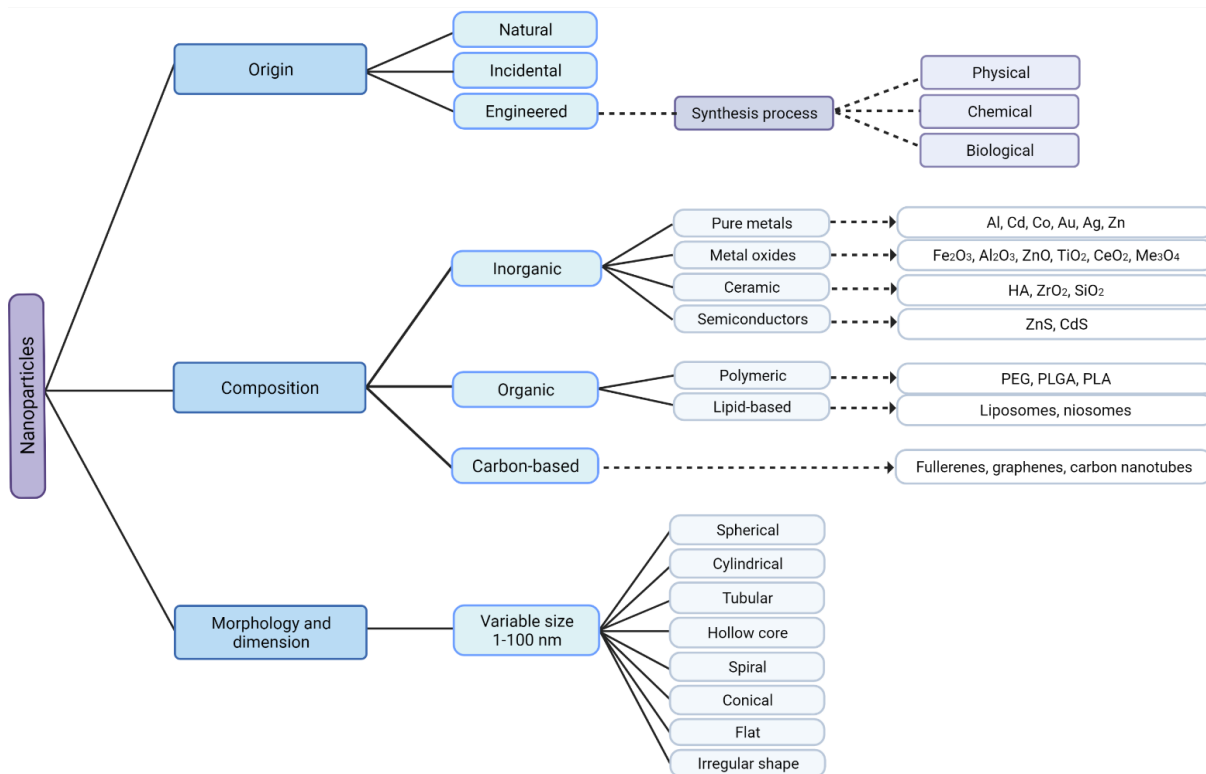 Nanoparticles
Origin
Natural
Incidental
Engineered
Synthesis process
Physical
Chemical
Biological
Composition
Inorganic
Pure metals
Al, Cd, Co, Au, Ag, Zn
Metal oxides
Fe₂O₃, Al₂O₃, ZnO, TiO₂, CeO₂, Me₃O₄
Ceramic
HA, ZrO₂, SiO₂
Semiconductors
ZnS, CdS
Organic
Polymeric
PEG, PLGA, PLA
Lipid-based
Liposomes, niosomes
Carbon-based
Fullerenes, graphenes, carbon nanotubes
Morphology and
dimension
Variable size
1-100 nm
Spherical
Cylindrical
Tubular
Hollow core
Spiral
Conical
Flat
Irregular shape